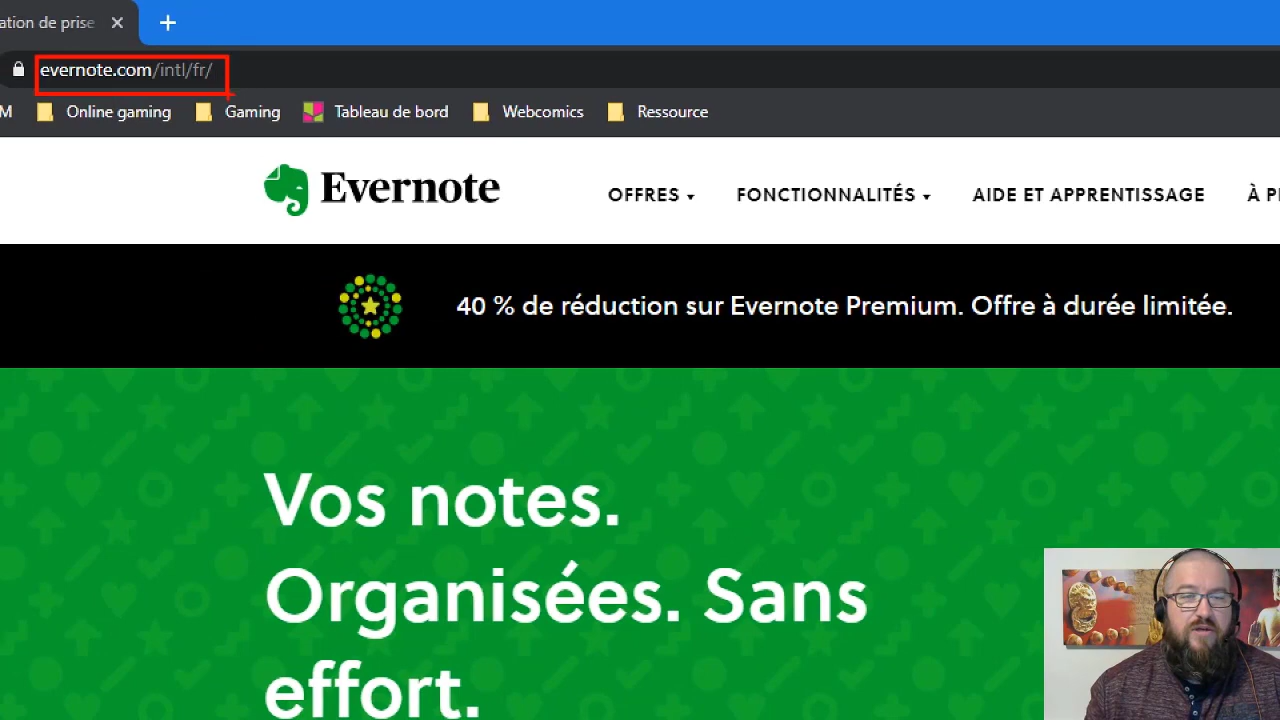 ation de prise
evernote.com/intl/fr/
M Online gaming Gaming Tableau de bord Webcomics Ressource
Evernote OFFRES FONCTIONNALITÉS AIDE ET APPRENTISSAGE À P
40 % de réduction sur Evernote Premium. Offre à durée limitée.
Vos notes.
Organisées. Sans
effort.